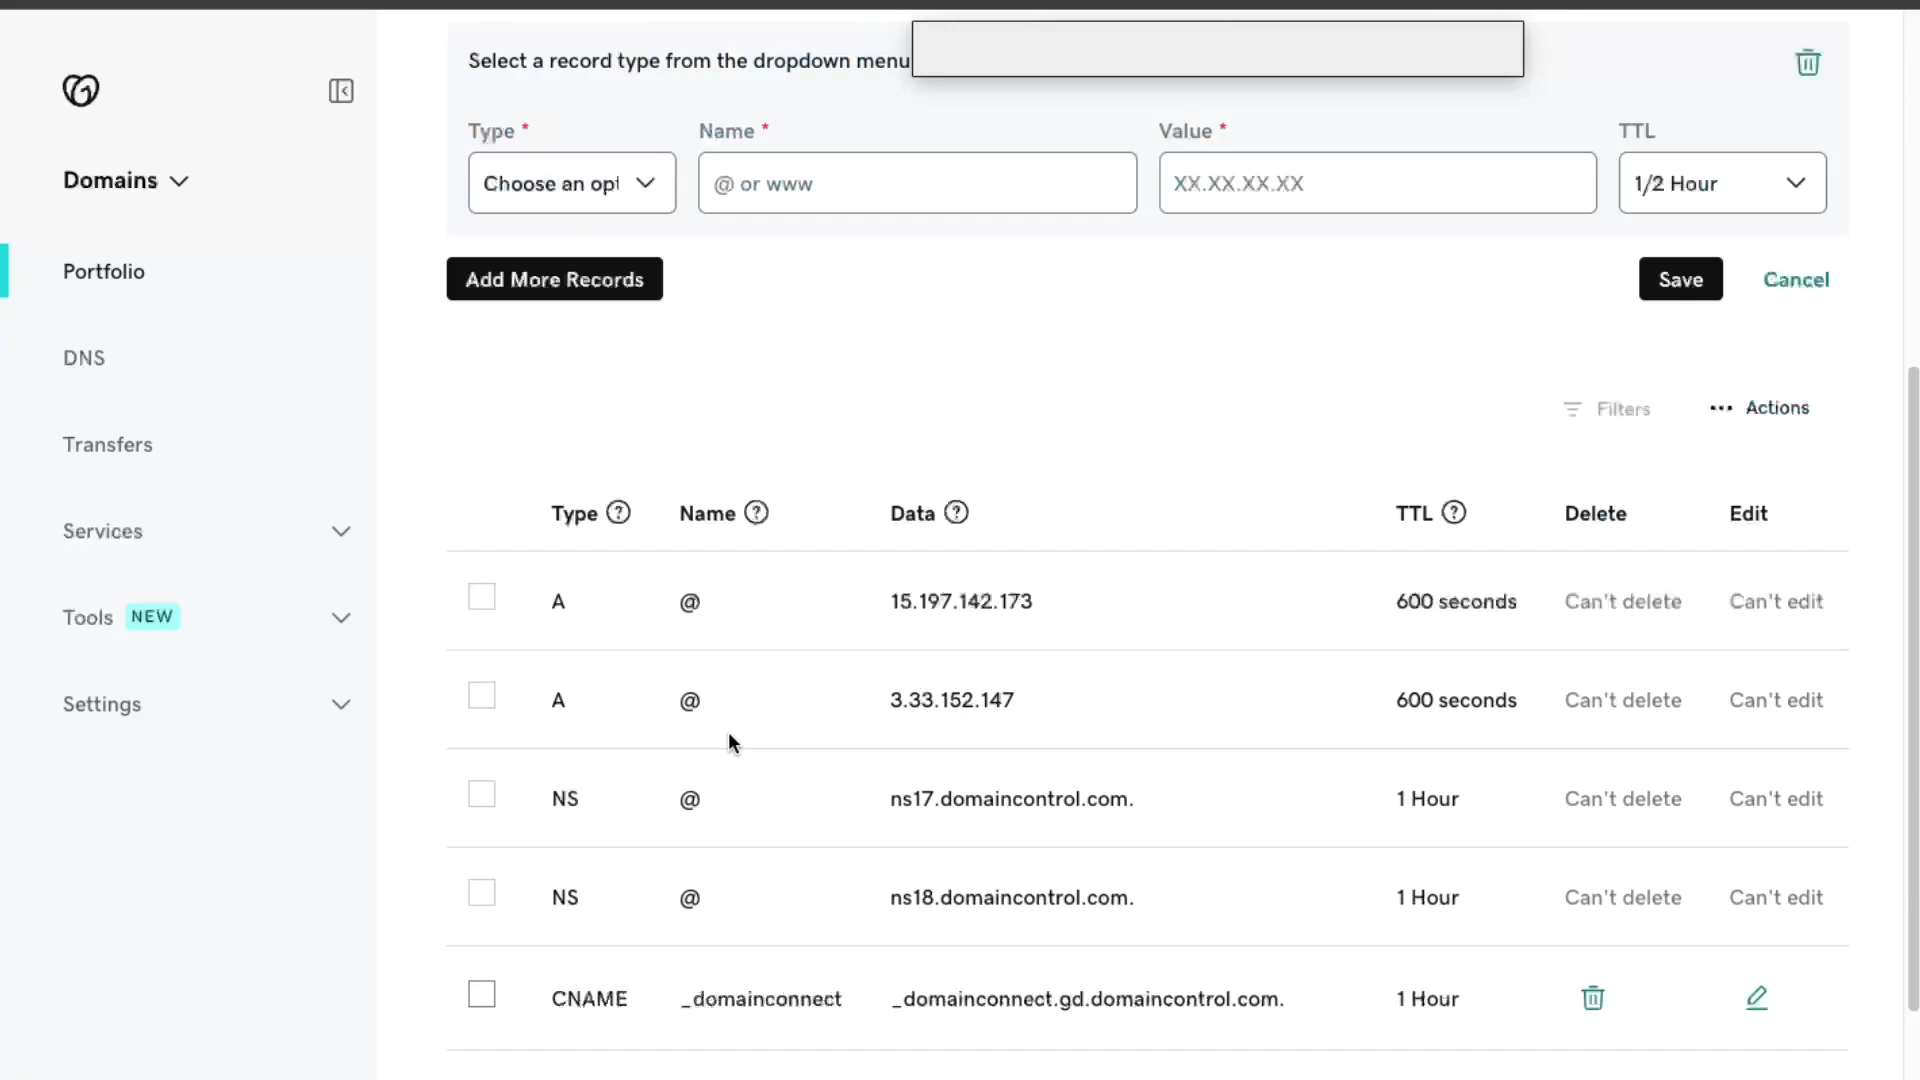 Select a record type from the dropdown menu
Type * Name * Value * TTL
Choose an opt @ or www XX.XX.XX.XX 1/2 Hour
Add More Records Save Cancel
Domains
Portfolio
DNS
Transfers
Services
Tools NEW
Settings
Filters Actions
Type Name Data TTL Delete Edit
A @ 15.197.142.173 600 seconds Can't delete Can't edit
A @ 3.33.152.147 600 seconds Can't delete Can't edit
NS @ ns17.domaincontrol.com. 1 Hour Can't delete Can't edit
NS @ ns18.domaincontrol.com. 1 Hour Can't delete Can't edit
CNAME _domainconnect _domainconnect.gd.domaincontrol.com. 1 Hour